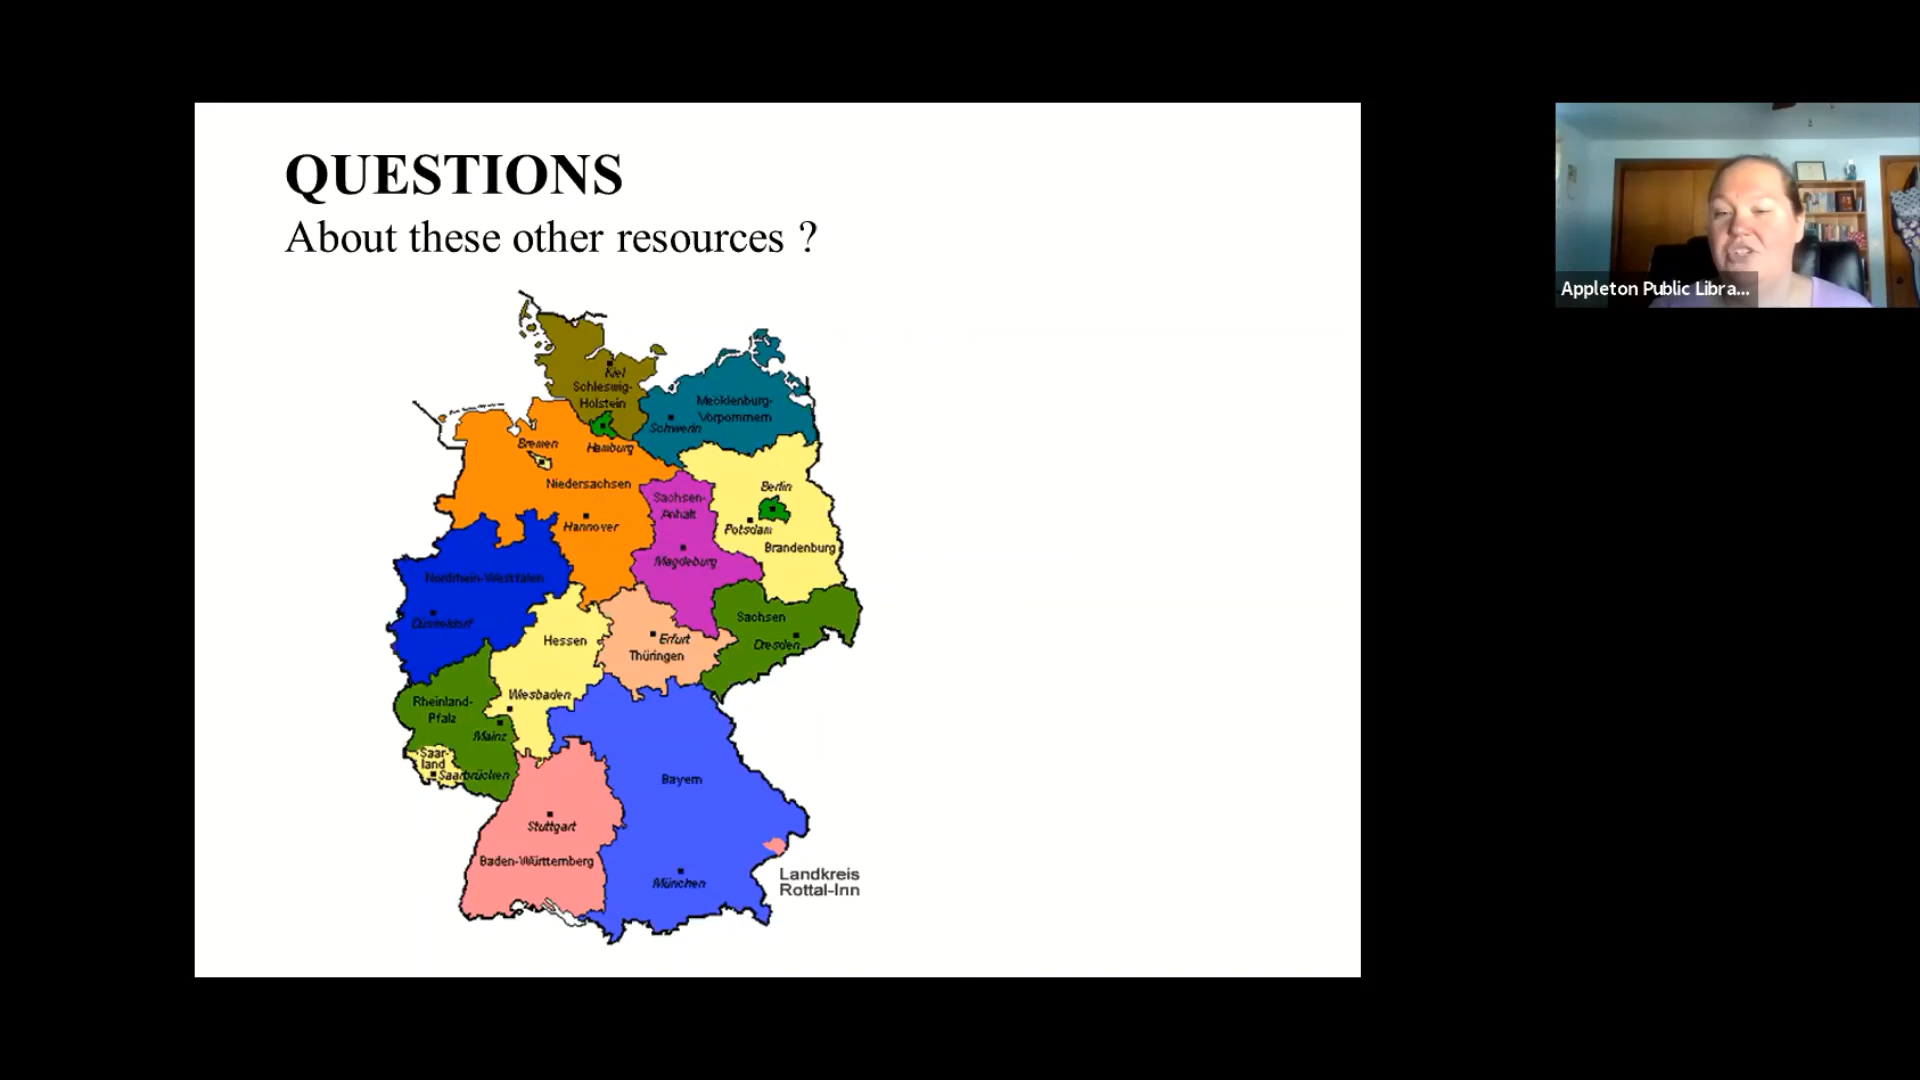 QUESTIONS
About these other resources ?
Kiel
Schleswig-
Holstein
Mecklenburg-
Vorpommern
Schwerin
Hamburg
Bremen
Niedersachsen
Hannover
Sachsen-
Anhalt
Magdeburg
Berlin
Potsdam
Brandenburg
Nordrhein-Westfalen
Düsseldorf
Hessen
Wiesbaden
Erfurt
Thüringen
Sachsen
Dresden
Rheinland-
Pfalz
Mainz
Saar-
land
Saarbrücken
Bayern
München
Stuttgart
Baden-Württemberg
Landkreis
Rottal-Inn
Appleton Public Libra...